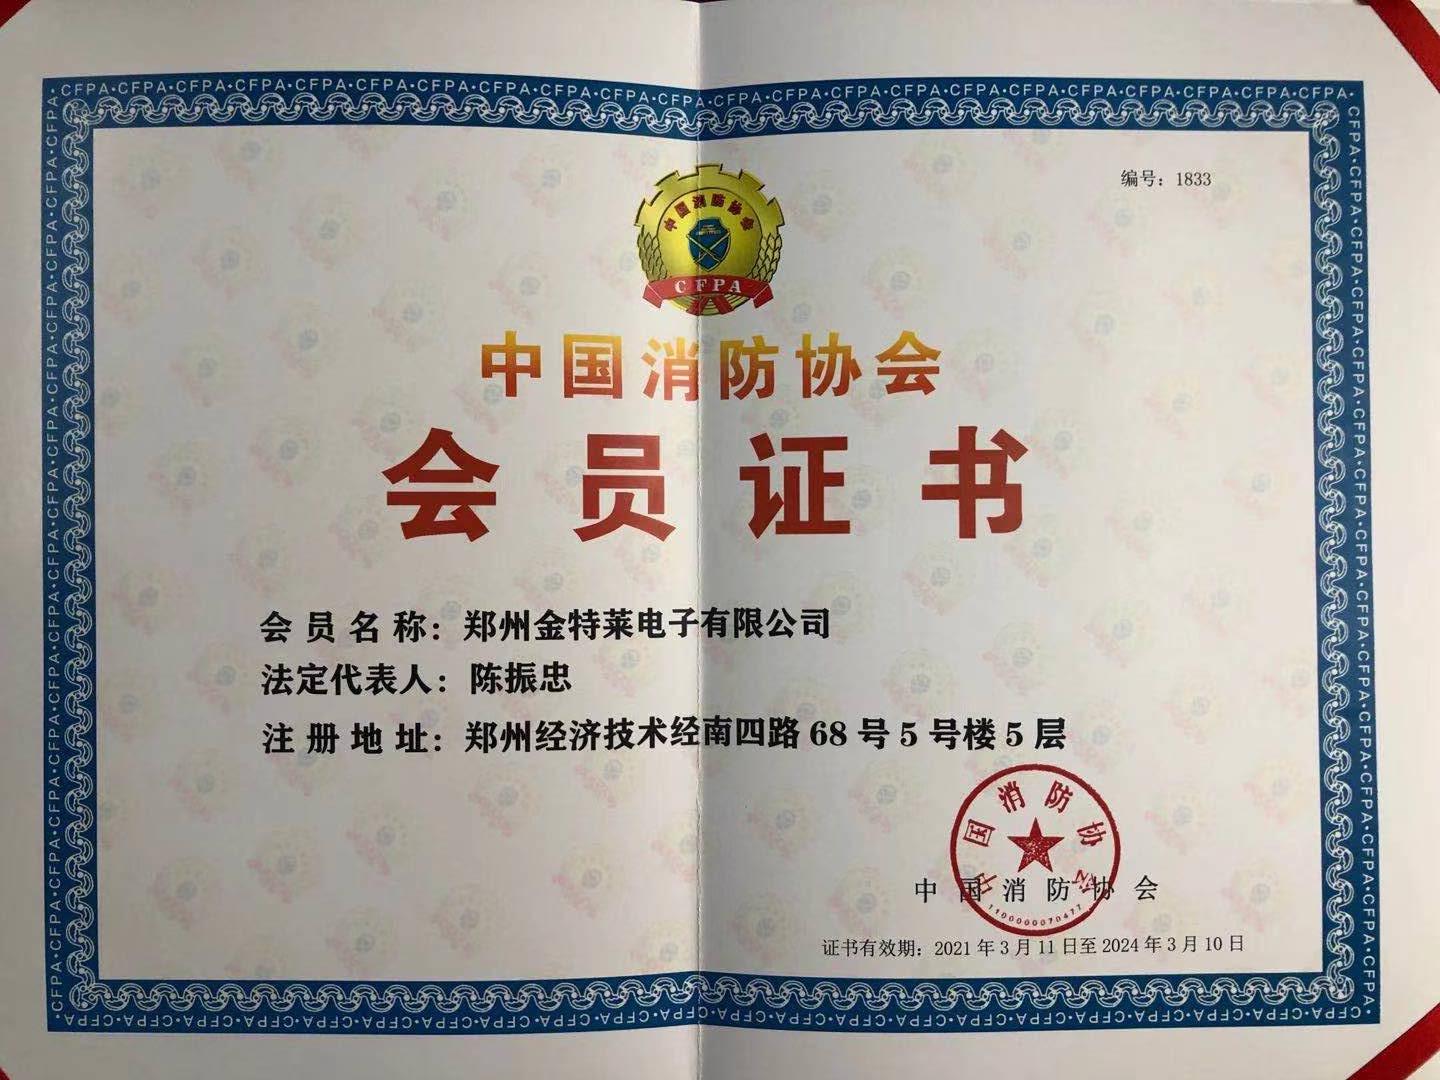 编号：1833
中国消防协会
CFPA
中国消防协会
会员证书
会员名称：郑州金特莱电子有限公司
法定代表人：陈振忠
注册地址：郑州经济技术经南四路68号5号楼5层
中国消防协会
中国消防协会
1100000070477
证书有效期：2021年3月11日至2024年3月10日